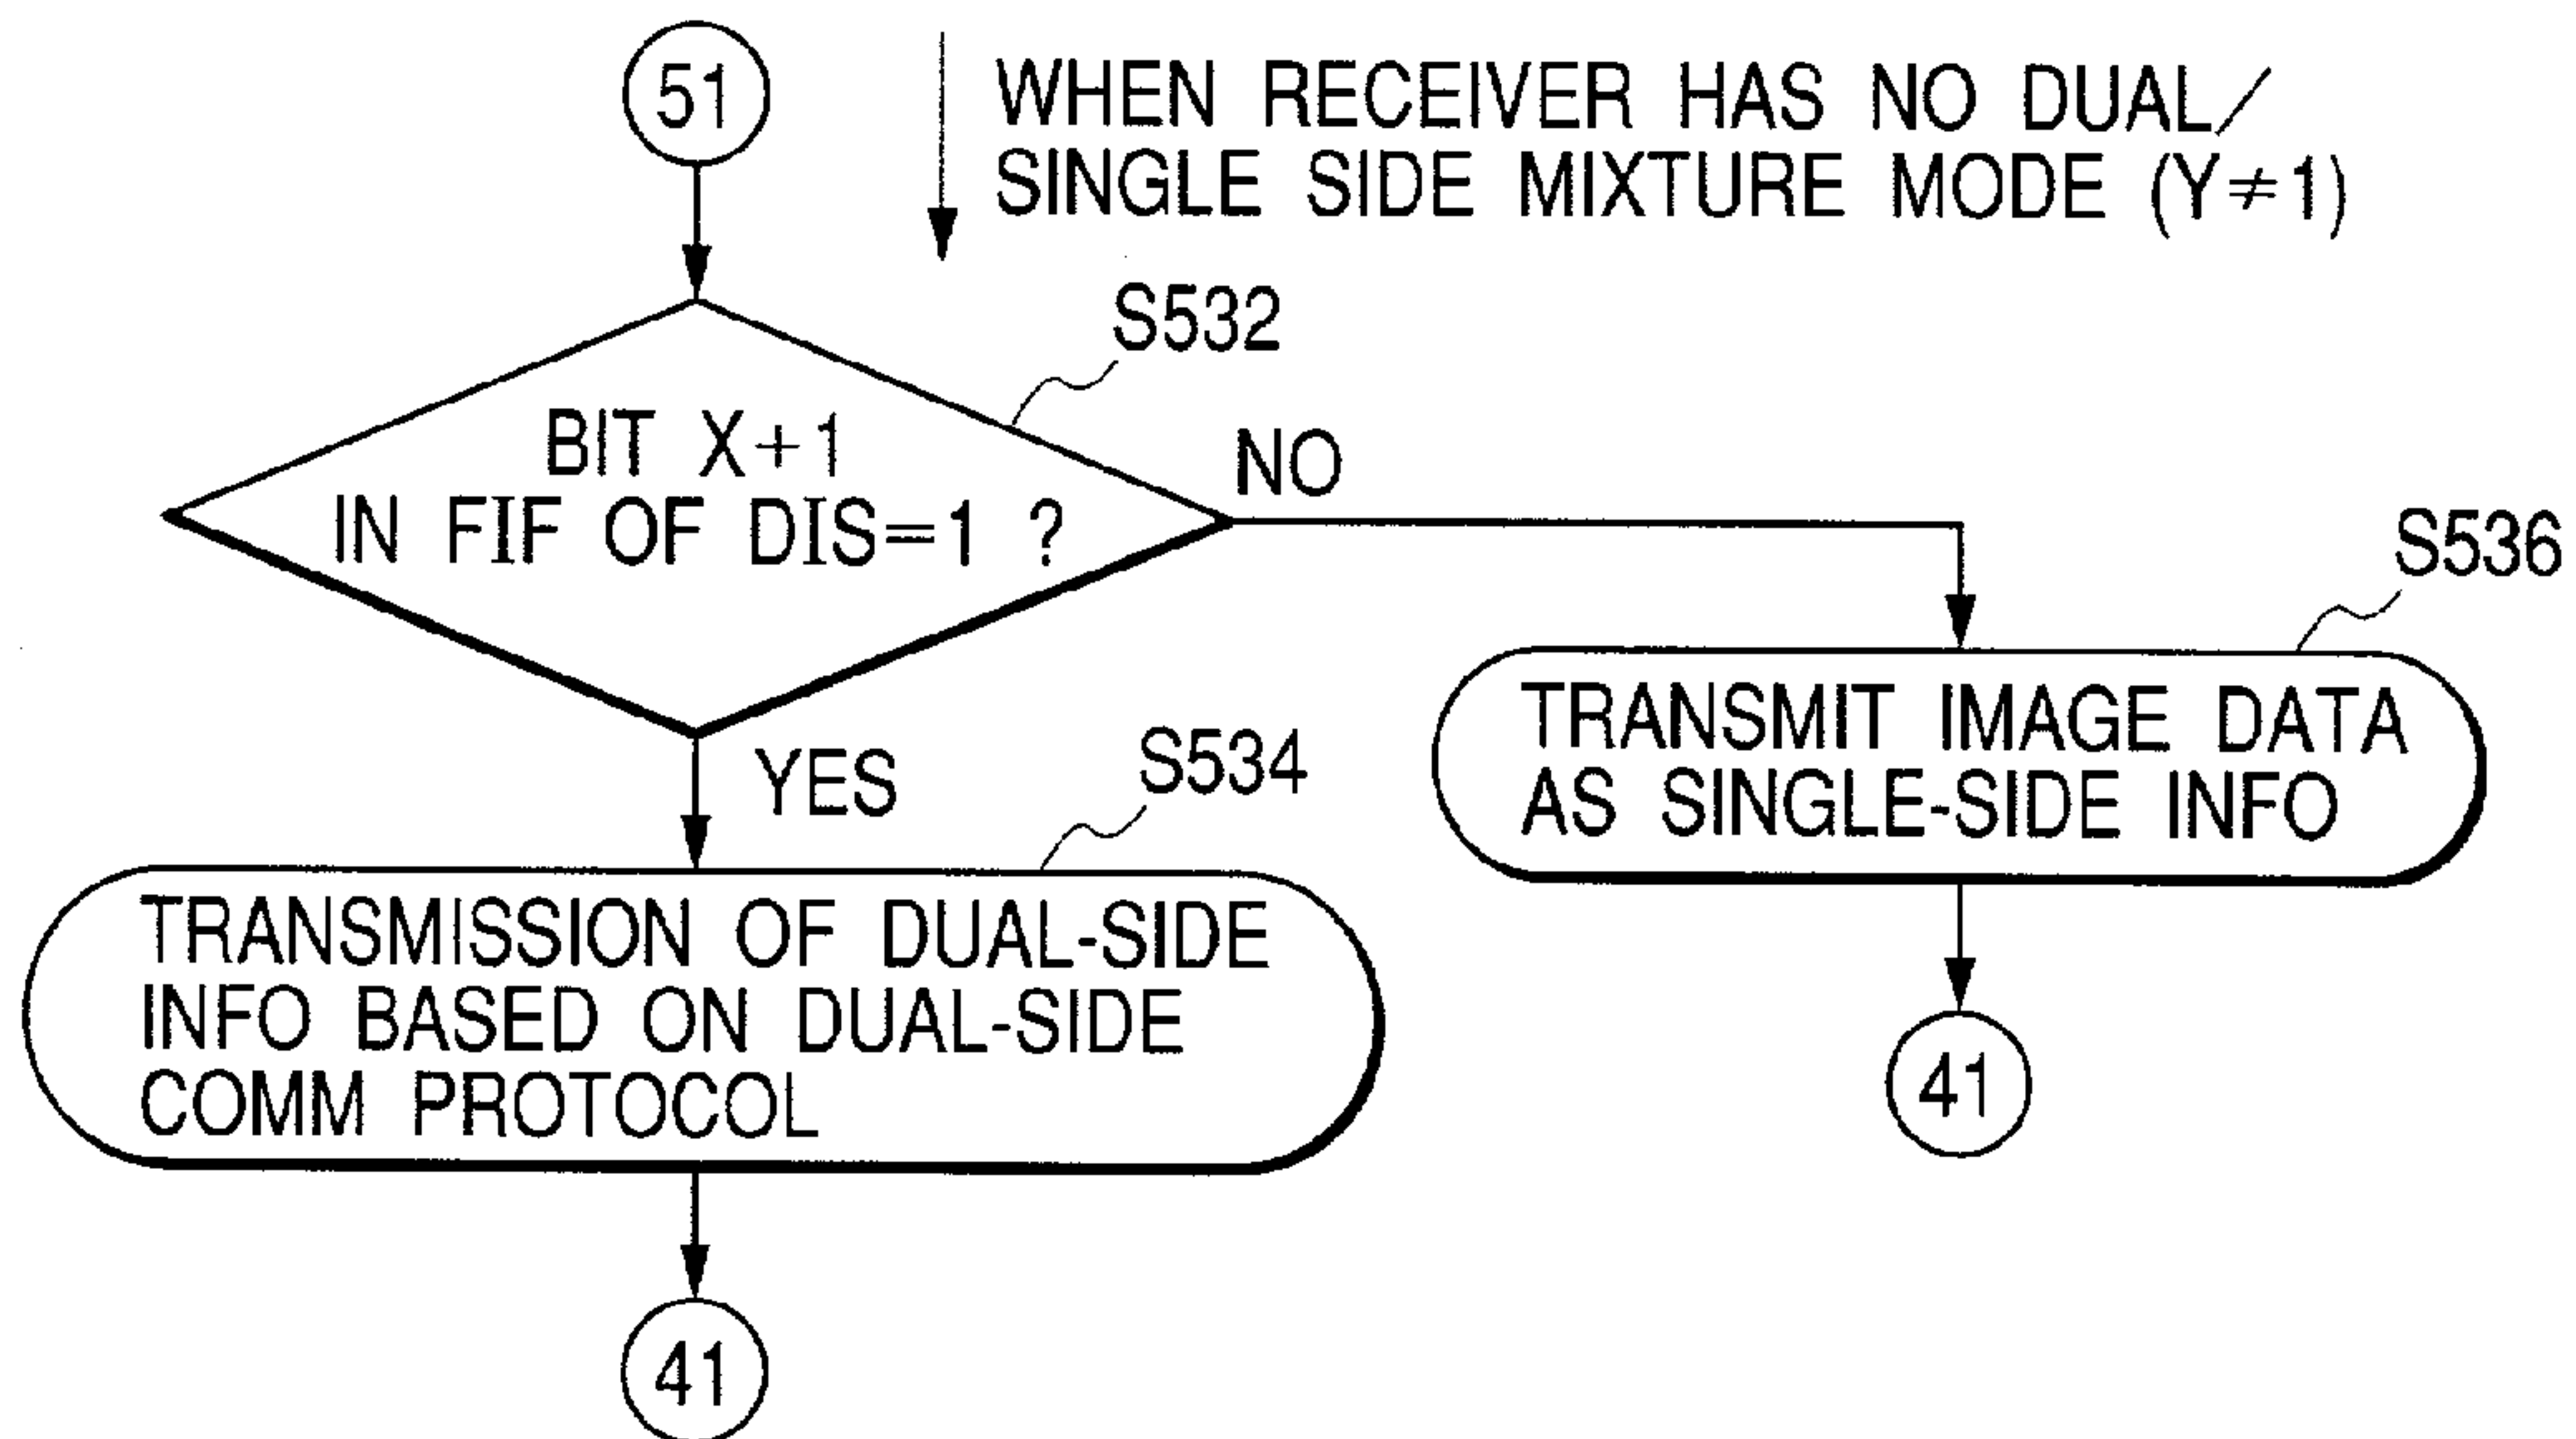 51
WHEN RECEIVER HAS NO DUAL/
SINGLE SIDE MIXTURE MODE (Y≠1)
S532
BIT X+1
IN FIF OF DIS=1 ?
NO
S536
TRANSMIT IMAGE DATA
AS SINGLE-SIDE INFO
41
YES
S534
TRANSMISSION OF DUAL-SIDE
INFO BASED ON DUAL-SIDE
COMM PROTOCOL
41